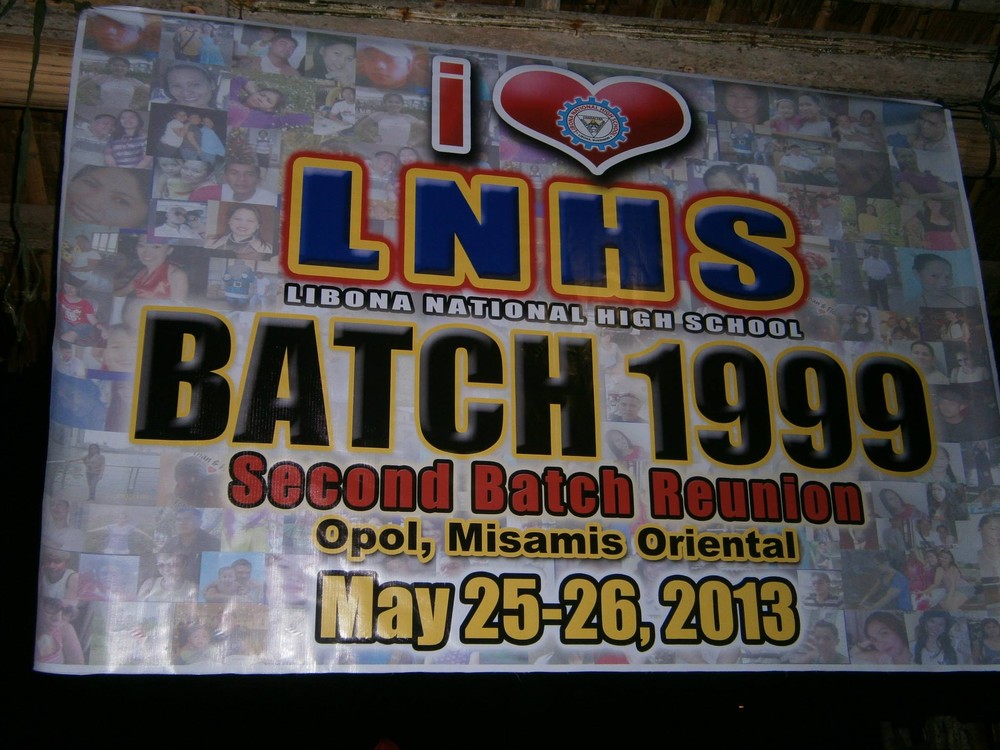 i
LNHS
LIBONA NATIONAL HIGH SCHOOL
BATCH 1999
Second Batch Reunion
Opol, Misamis Oriental
May 25-26, 2013